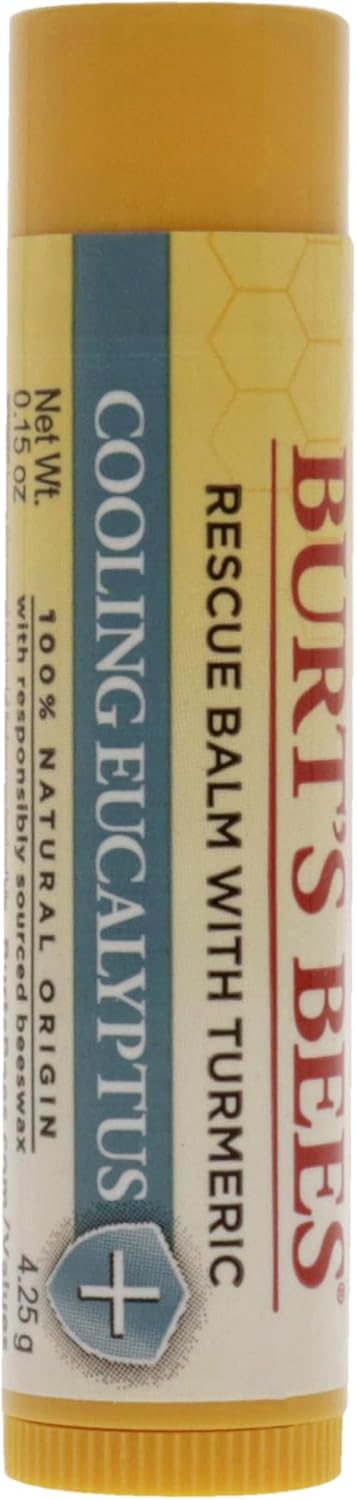 BURT'S BEES®
RESCUE BALM WITH TURMERIC
COOLING EUCALYPTUS
Net Wt.
0.15 oz
100% NATURAL ORIGIN
with responsibly sourced beeswax
4.25 g